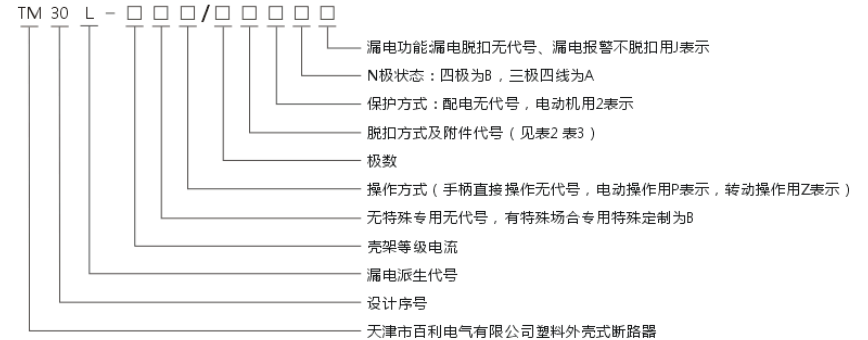 TM 30 L - □ □ □ / □ □ □ □ □
漏电功能:漏电脱扣无代号、漏电报警不脱扣用J表示
N极状态：四极为B，三极四线为A
保护方式：配电无代号，电动机用2表示
脱扣方式及附件代号（见表2 表3）
极数
操作方式（手柄直接操作无代号，电动操作用P表示，转动操作用Z表示）
无特殊专用无代号，有特殊场合专用特殊定制为B
壳架等级电流
漏电派生代号
设计序号
天津市百利电气有限公司塑料外壳式断路器